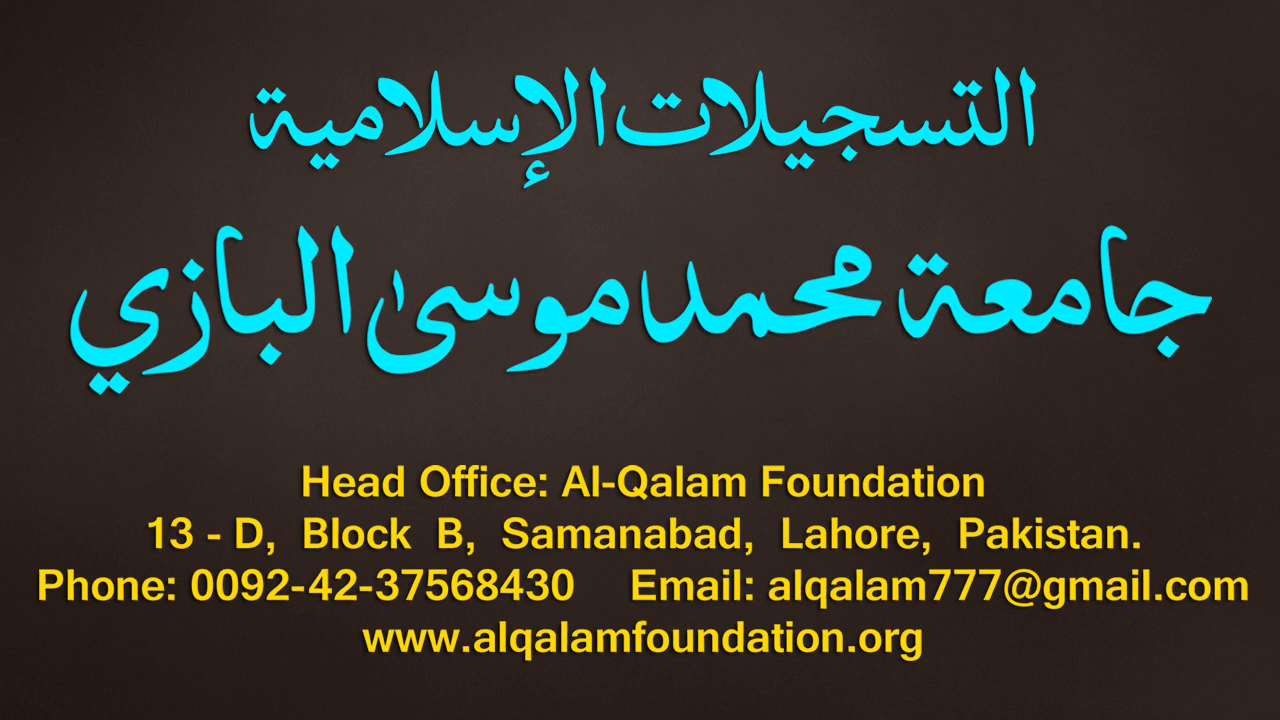 التسجيلات الإسلامية
جامعة محمد موسىٰ البازي
Head Office: Al-Qalam Foundation
13 - D, Block B, Samanabad, Lahore, Pakistan.
Phone: 0092-42-37568430 Email: alqalam777@gmail.com
www.alqalamfoundation.org